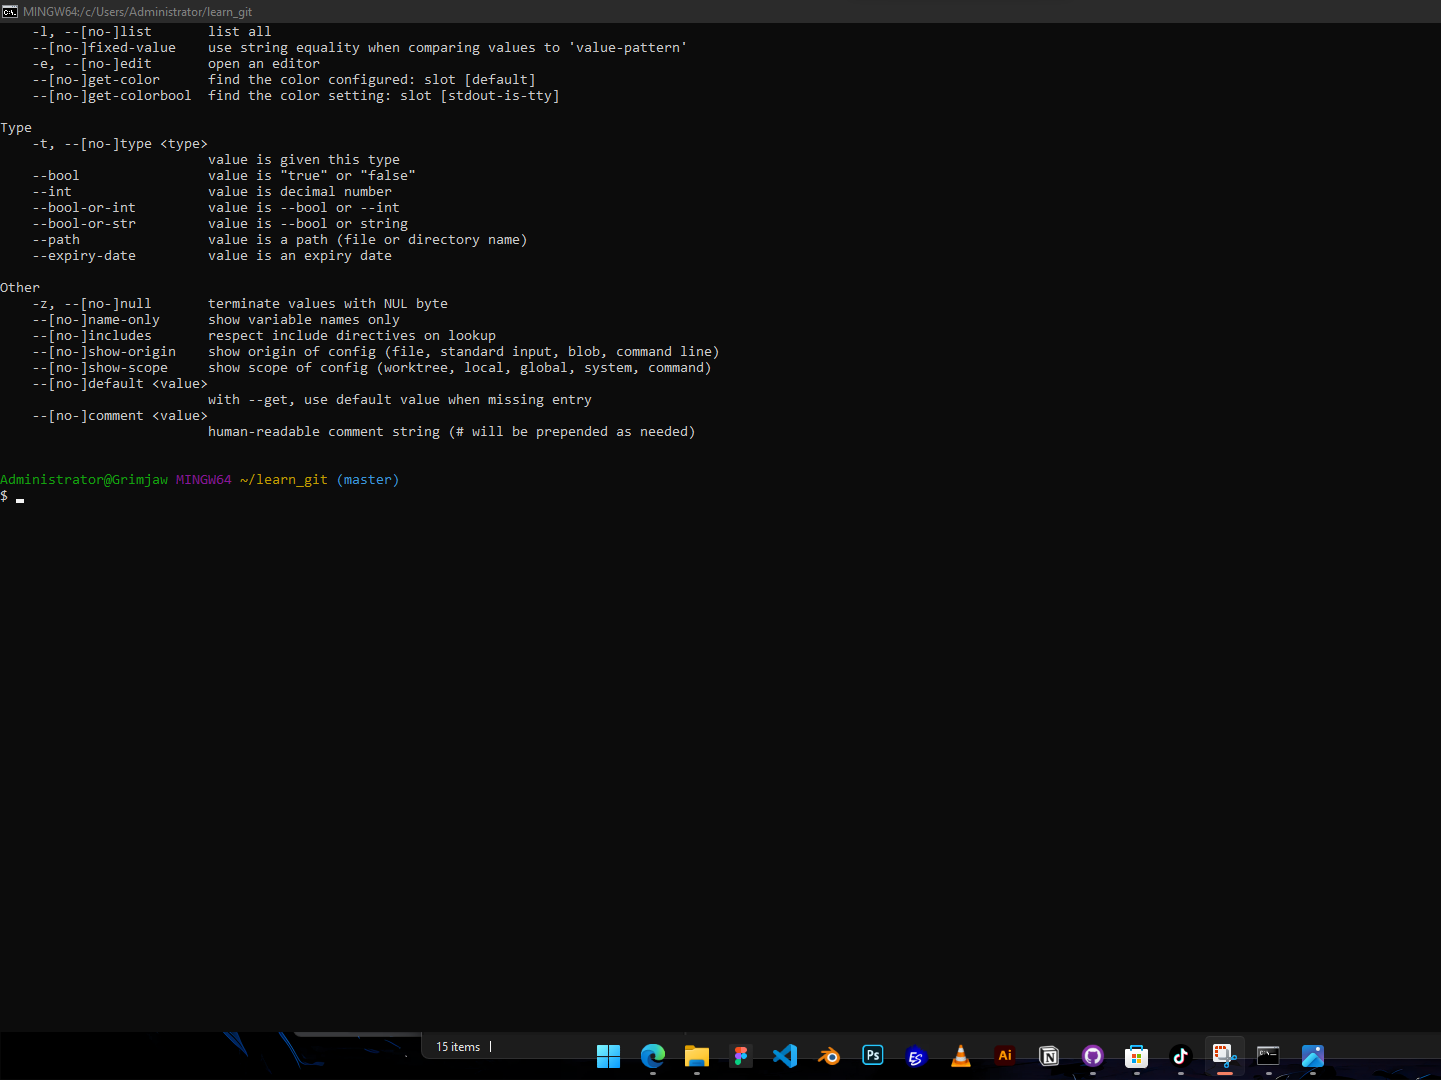 MINGW64:/c/Users/Administrator/learn_git
-l, --[no-]list list all
--[no-]fixed-value use string equality when comparing values to 'value-pattern'
-e, --[no-]edit open an editor
--[no-]get-color find the color configured: slot [default]
--[no-]get-colorbool find the color setting: slot [stdout-is-tty]
Type
-t, --[no-]type <type>
value is given this type
--bool value is "true" or "false"
--int value is decimal number
--bool-or-int value is --bool or --int
--bool-or-str value is --bool or string
--path value is a path (file or directory name)
--expiry-date value is an expiry date
Other
-z, --[no-]null terminate values with NUL byte
--[no-]name-only show variable names only
--[no-]includes respect include directives on lookup
--[no-]show-origin show origin of config (file, standard input, blob, command line)
--[no-]show-scope show scope of config (worktree, local, global, system, command)
--[no-]default <value>
with --get, use default value when missing entry
--[no-]comment <value>
human-readable comment string (# will be prepended as needed)
Administrator@Grimjaw MINGW64 ~/learn_git (master)
$
15 items
Ps
ES
Ai
N